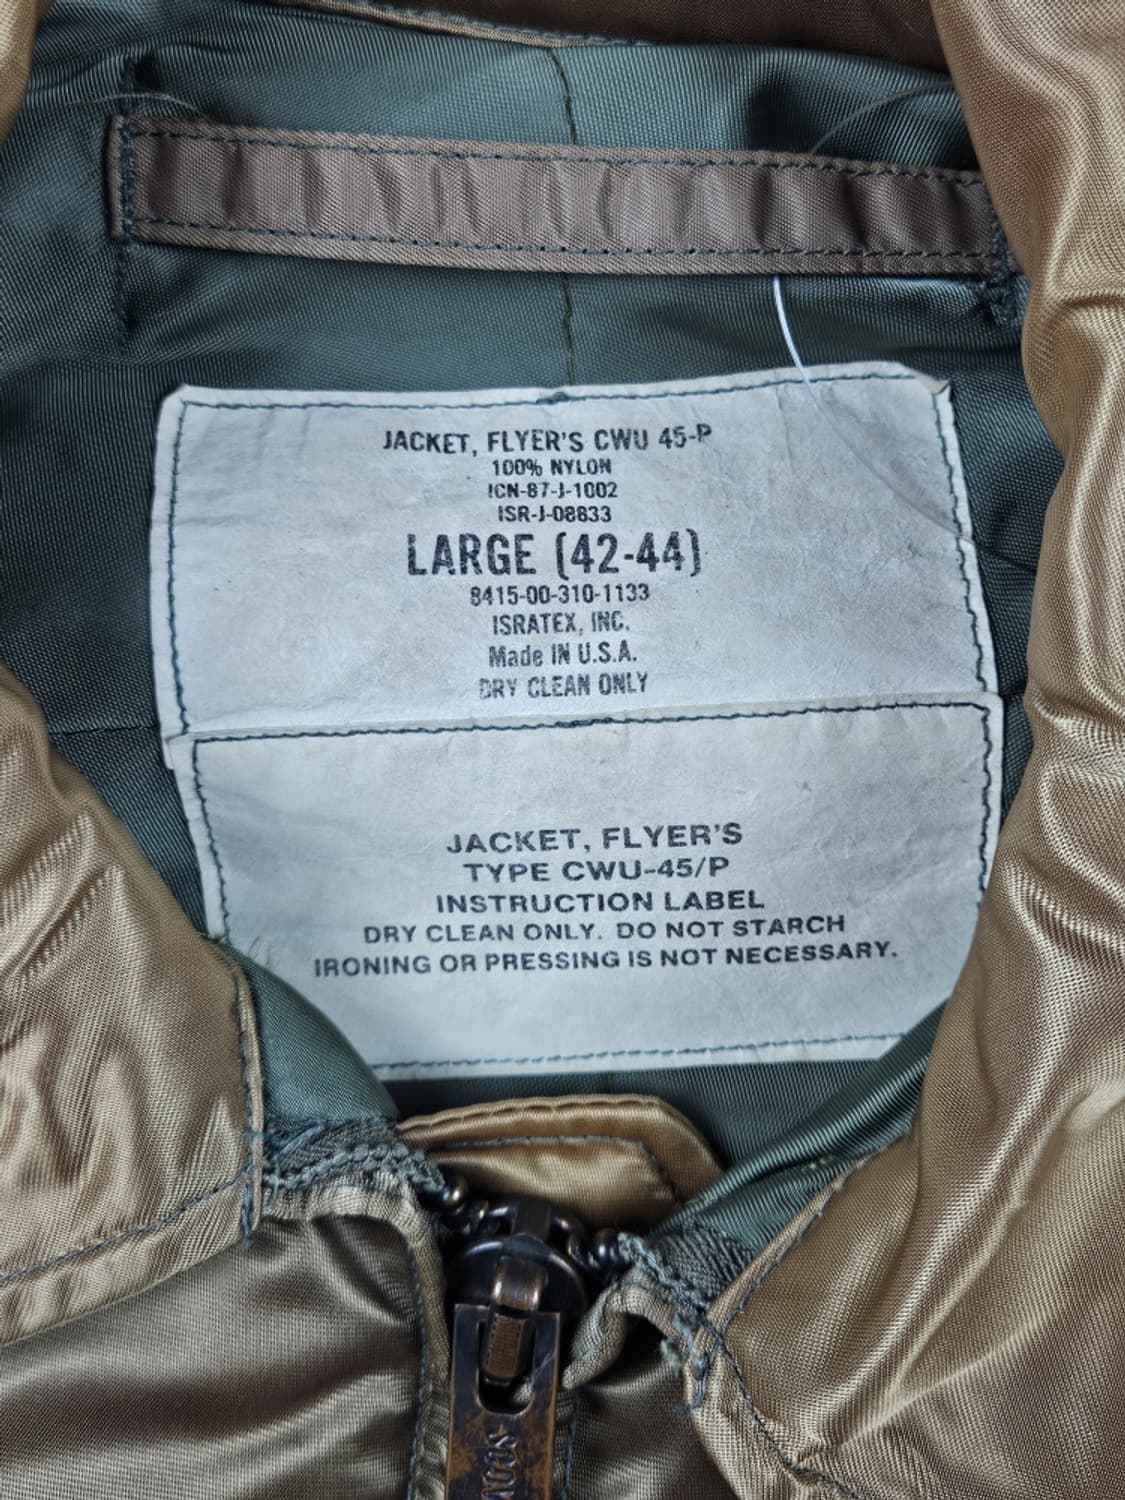 JACKET, FLYER'S CWU 45-P
100% NYLON
ICN-87-J-1002
ISR-J-08833
LARGE (42-44)
8415-00-310-1133
ISRATEX, INC.
Made IN U.S.A.
DRY CLEAN ONLY
JACKET, FLYER'S
TYPE CWU-45/P
INSTRUCTION LABEL
DRY CLEAN ONLY. DO NOT STARCH
IRONING OR PRESSING IS NOT NECESSARY.